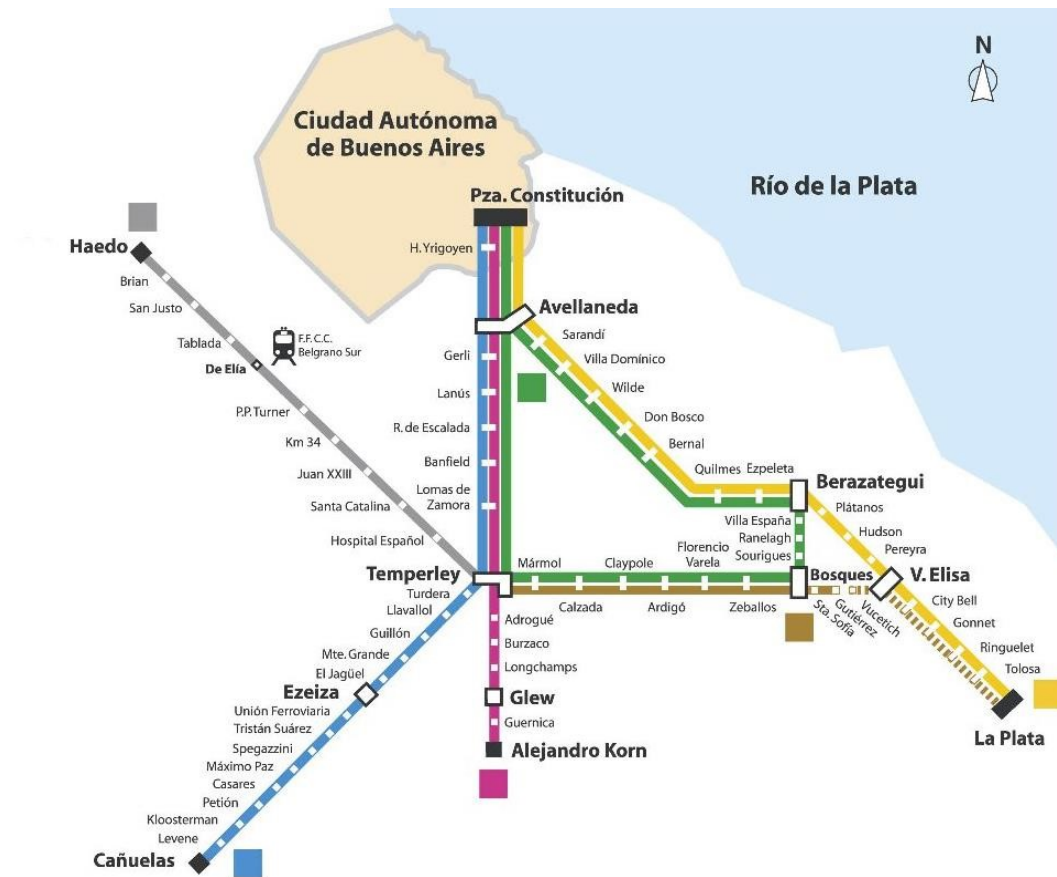 N
Ciudad Autónoma
de Buenos Aires
Río de la Plata
Pza. Constitución
H. Yrigoyen
Haedo
Brian
San Justo
Tablada
De Elía
F.F.C.C.
Belgrano Sur
P.P. Turner
Km 34
Juan XXIII
Santa Catalina
Hospital Español
Avellaneda
Gerli
Lanús
R. de Escalada
Banfield
Lomas de
Zamora
Temperley
Sarandí
Villa Domínico
Wilde
Don Bosco
Bernal
Quilmes
Ezpeleta
Berazategui
Villa España
Ranelagh
Sourigues
Plátanos
Hudson
Pereyra
V. Elisa
City Bell
Gonnet
Ringuelet
Tolosa
La Plata
Mármol
Calzada
Claypole
Ardigó
Florencio
Varela
Zeballos
Bosques
Sta. Sofía
Gutiérrez
Vucetich
Turdera
Llavallol
Guillón
Mte. Grande
El Jagüel
Ezeiza
Unión Ferroviaria
Tristán Suárez
Spegazzini
Máximo Paz
Casares
Petión
Kloosterman
Levene
Cañuelas
Adrogué
Burzaco
Longchamps
Glew
Guernica
Alejandro Korn